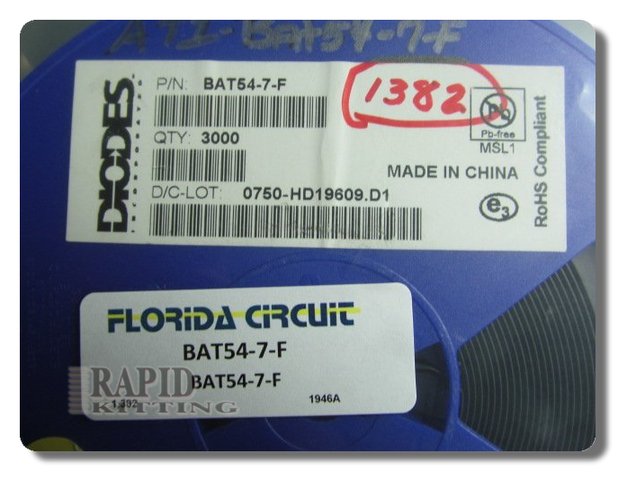 ATI-Bat54-7-F
DIODES
Incorporated
P/N: BAT54-7-F
1382
QTY: 3000
Pb-free
MSL1
MADE IN CHINA
D/C-LOT: 0750-HD19609.D1
e3
RoHS Compliant
FLORIDA CIRCUIT
BAT54-7-F
BAT54-7-F
1,382 1946A
RAPID
KITTING